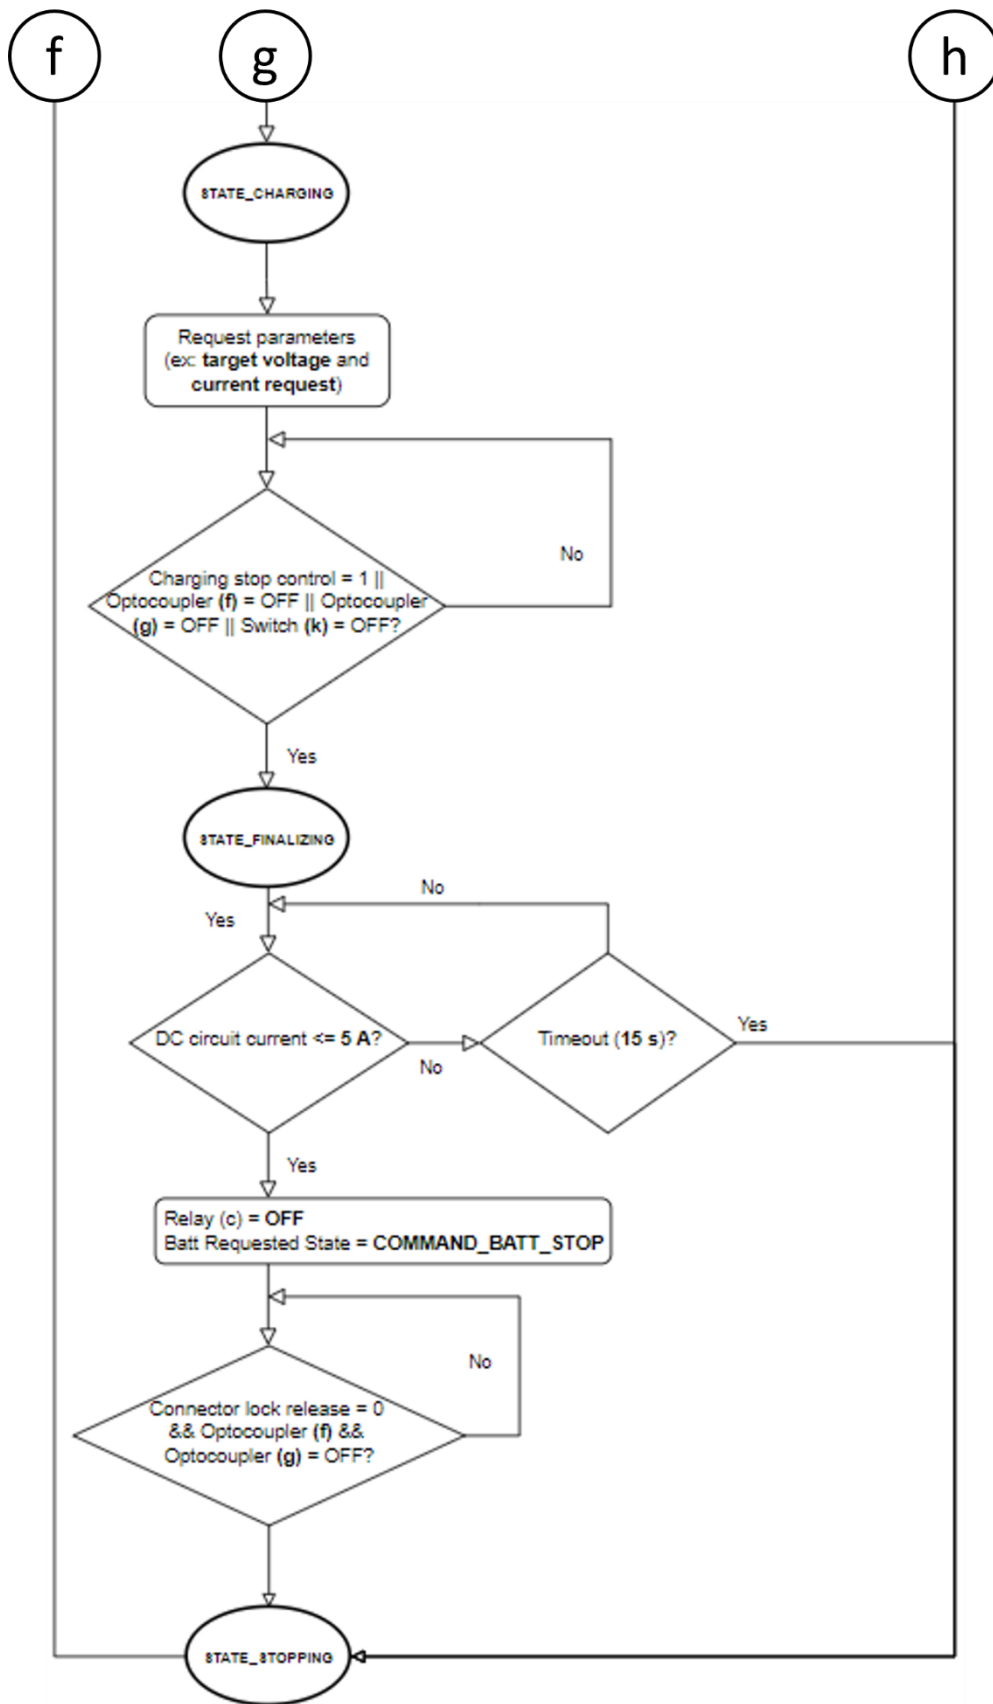 f
g
h
STATE_CHARGING
Request parameters
(ex: target voltage and
current request)
No
Charging stop control = 1 ||
Optocoupler (f) = OFF || Optocoupler
(g) = OFF || Switch (k) = OFF?
Yes
STATE_FINALIZING
No
Yes
DC circuit current <= 5 A?
No
Timeout (15 s)?
Yes
Yes
Relay (c) = OFF
Batt Requested State = COMMAND_BATT_STOP
No
Connector lock release = 0
&& Optocoupler (f) &&
Optocoupler (g) = OFF?
STATE_STOPPING